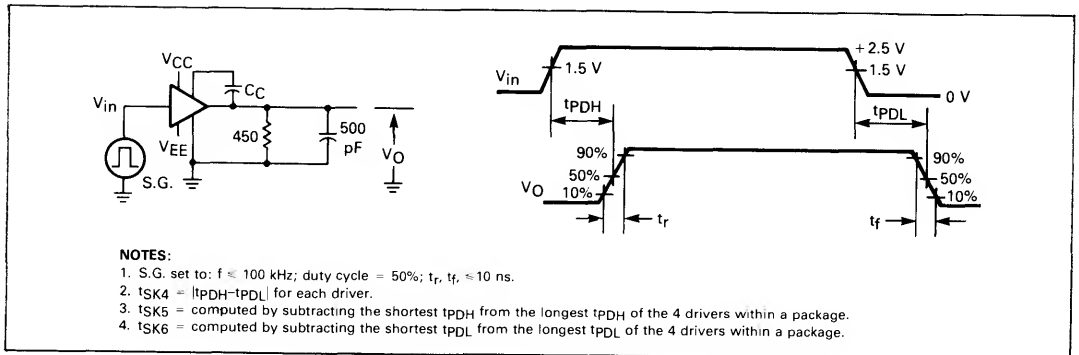 VCC
CC
Vin
VEE
S.G.
450
500
pF
VO
Vin
1.5 V
+2.5 V
1.5 V
0 V
tPDH
tPDL
VO
90%
50%
10%
90%
50%
10%
tr
tf
NOTES:
1. S.G. set to: f ≤ 100 kHz; duty cycle = 50%; tr, tf, ≤10 ns.
2. tSK4 = |tPDH–tPDL| for each driver.
3. tSK5 = computed by subtracting the shortest tPDH from the longest tPDH of the 4 drivers within a package.
4. tSK6 = computed by subtracting the shortest tPDL from the longest tPDL of the 4 drivers within a package.